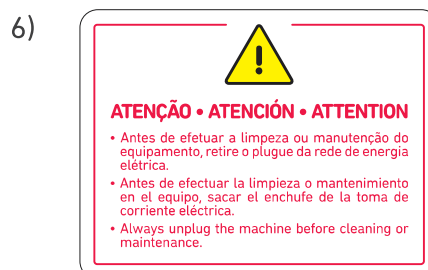 6)
ATENÇÃO • ATENCIÓN • ATTENTION
• Antes de efetuar a limpeza ou manutenção do
equipamento, retire o plugue da rede de energia
elétrica.
• Antes de efectuar la limpieza o mantenimiento
en el equipo, sacar el enchufe de la toma de
corriente eléctrica.
• Always unplug the machine before cleaning or
maintenance.